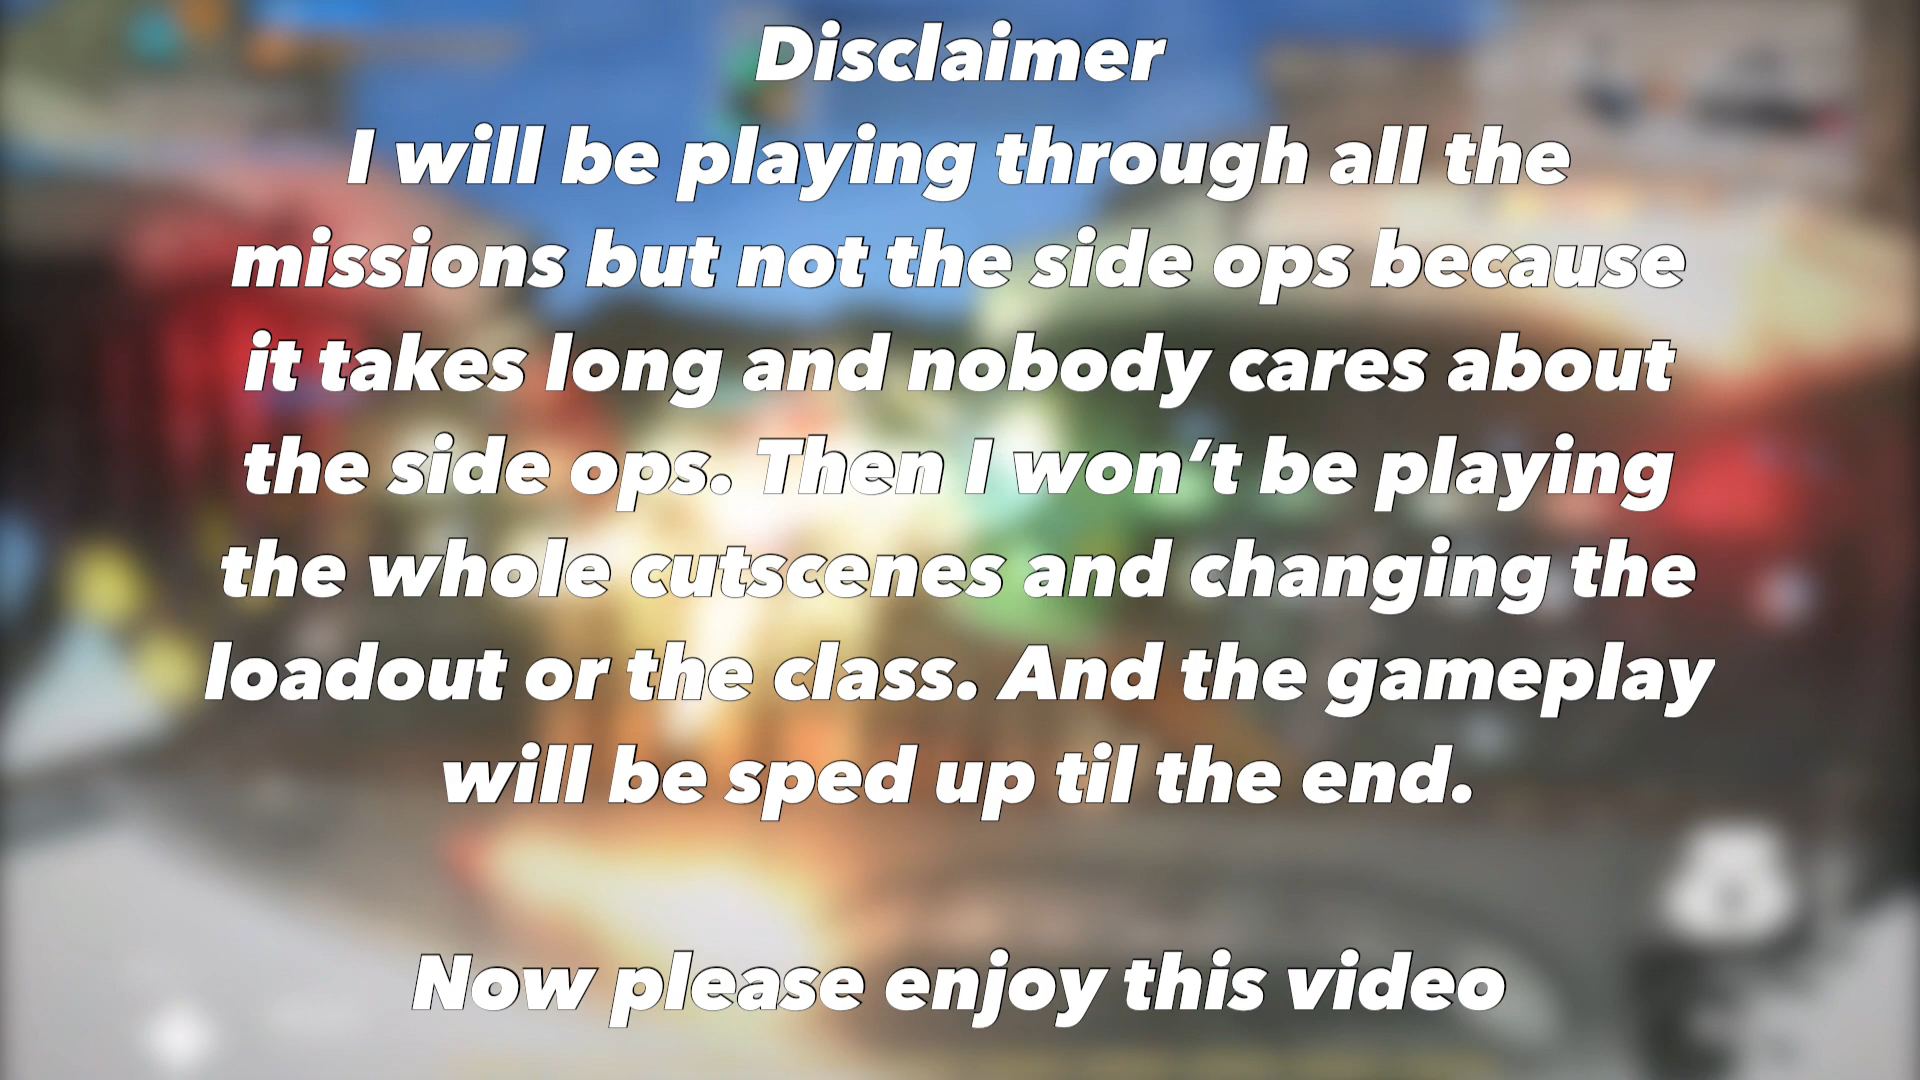 Disclaimer
I will be playing through all the
missions but not the side ops because
it takes long and nobody cares about
the side ops. Then I won’t be playing
the whole cutscenes and changing the
loadout or the class. And the gameplay
will be sped up til the end.
Now please enjoy this video